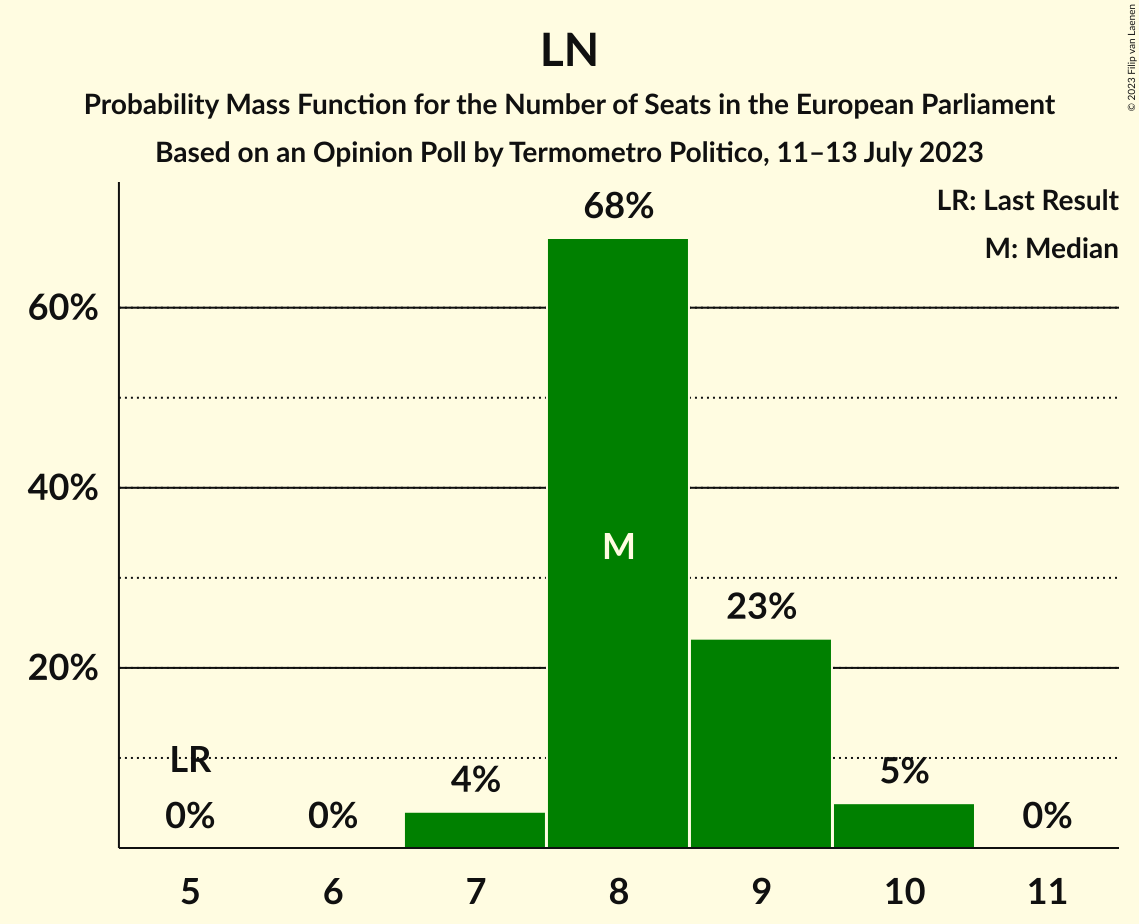 LN
Probability Mass Function for the Number of Seats in the European Parliament
Based on an Opinion Poll by Termometro Politico, 11–13 July 2023
© 2023 Filip van Laenen
LR: Last Result
M: Median
68%
60%
40%
M
23%
20%
LR
4%
5%
0%
0%
0%
5 6 7 8 9 10 11